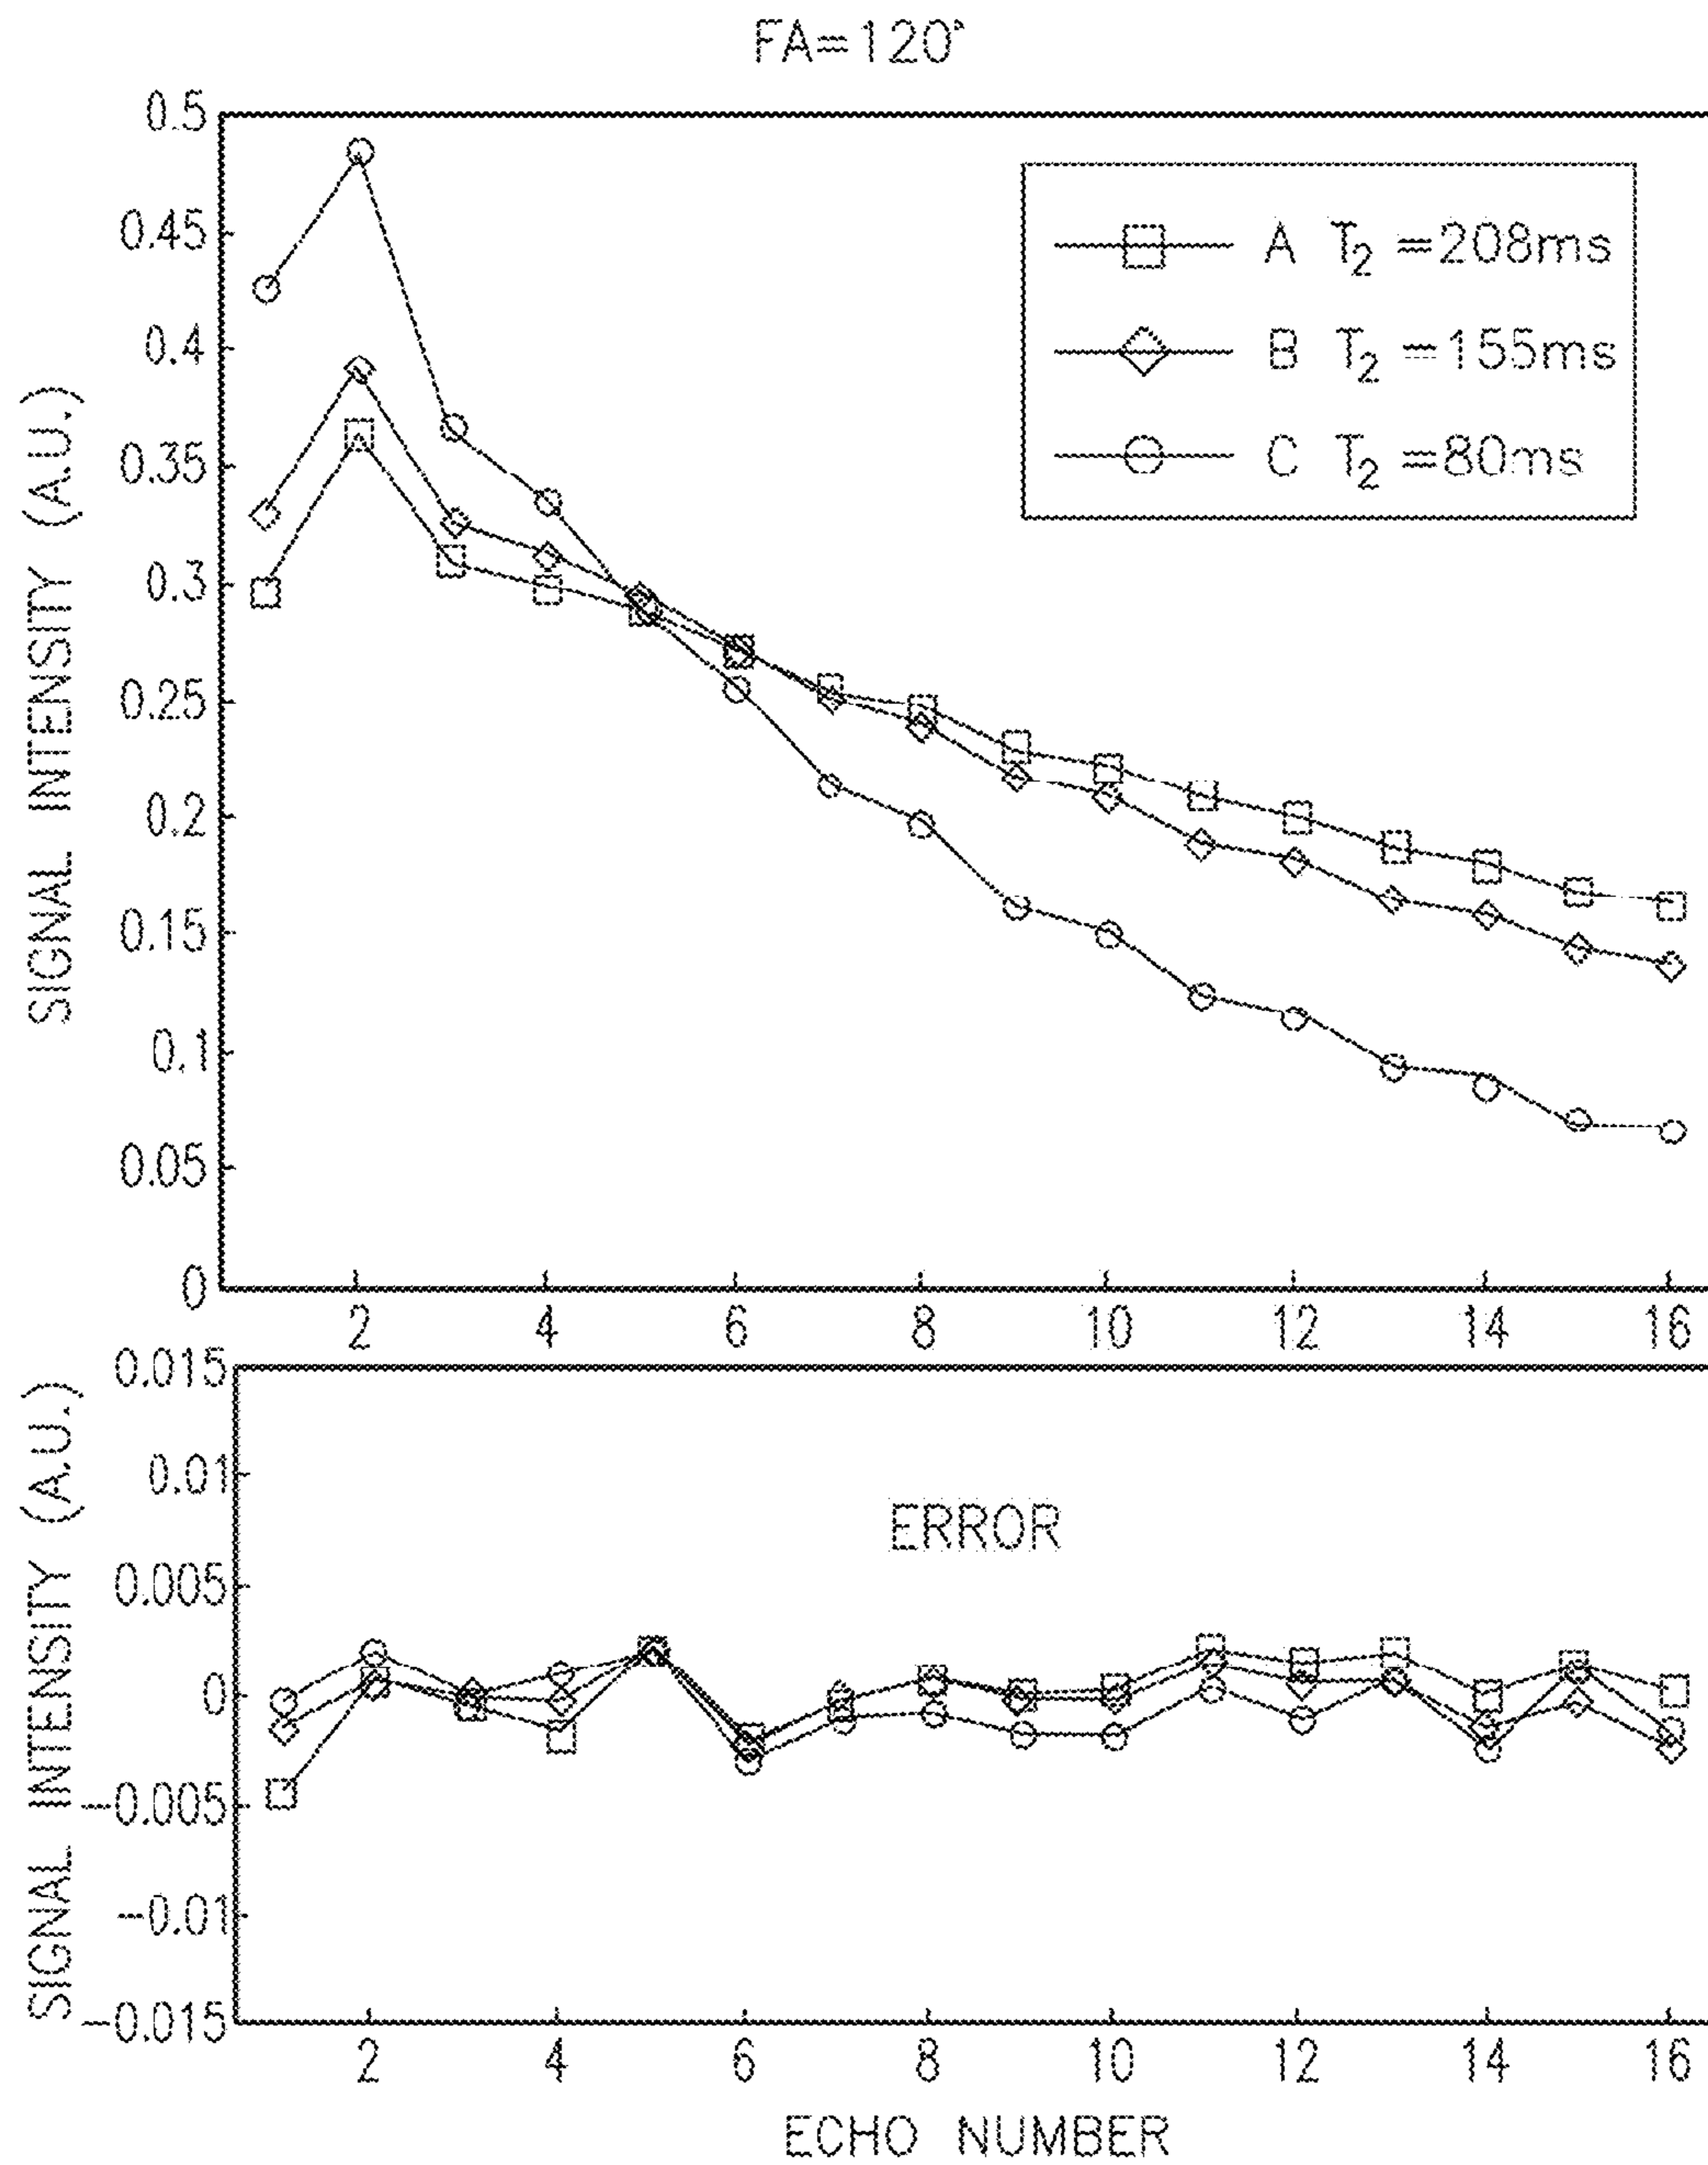 FA=120°
SIGNAL INTENSITY (A.U.)
0.5
0.45
0.4
0.35
0.3
0.25
0.2
0.15
0.1
0.05
0
A T2 =208ms
B T2 =155ms
C T2 =80ms
2 4 6 8 10 12 14 16
SIGNAL INTENSITY (A.U.)
0.015
0.01
0.005
0
-0.005
-0.01
-0.015
ERROR
2 4 6 8 10 12 14 16
ECHO NUMBER